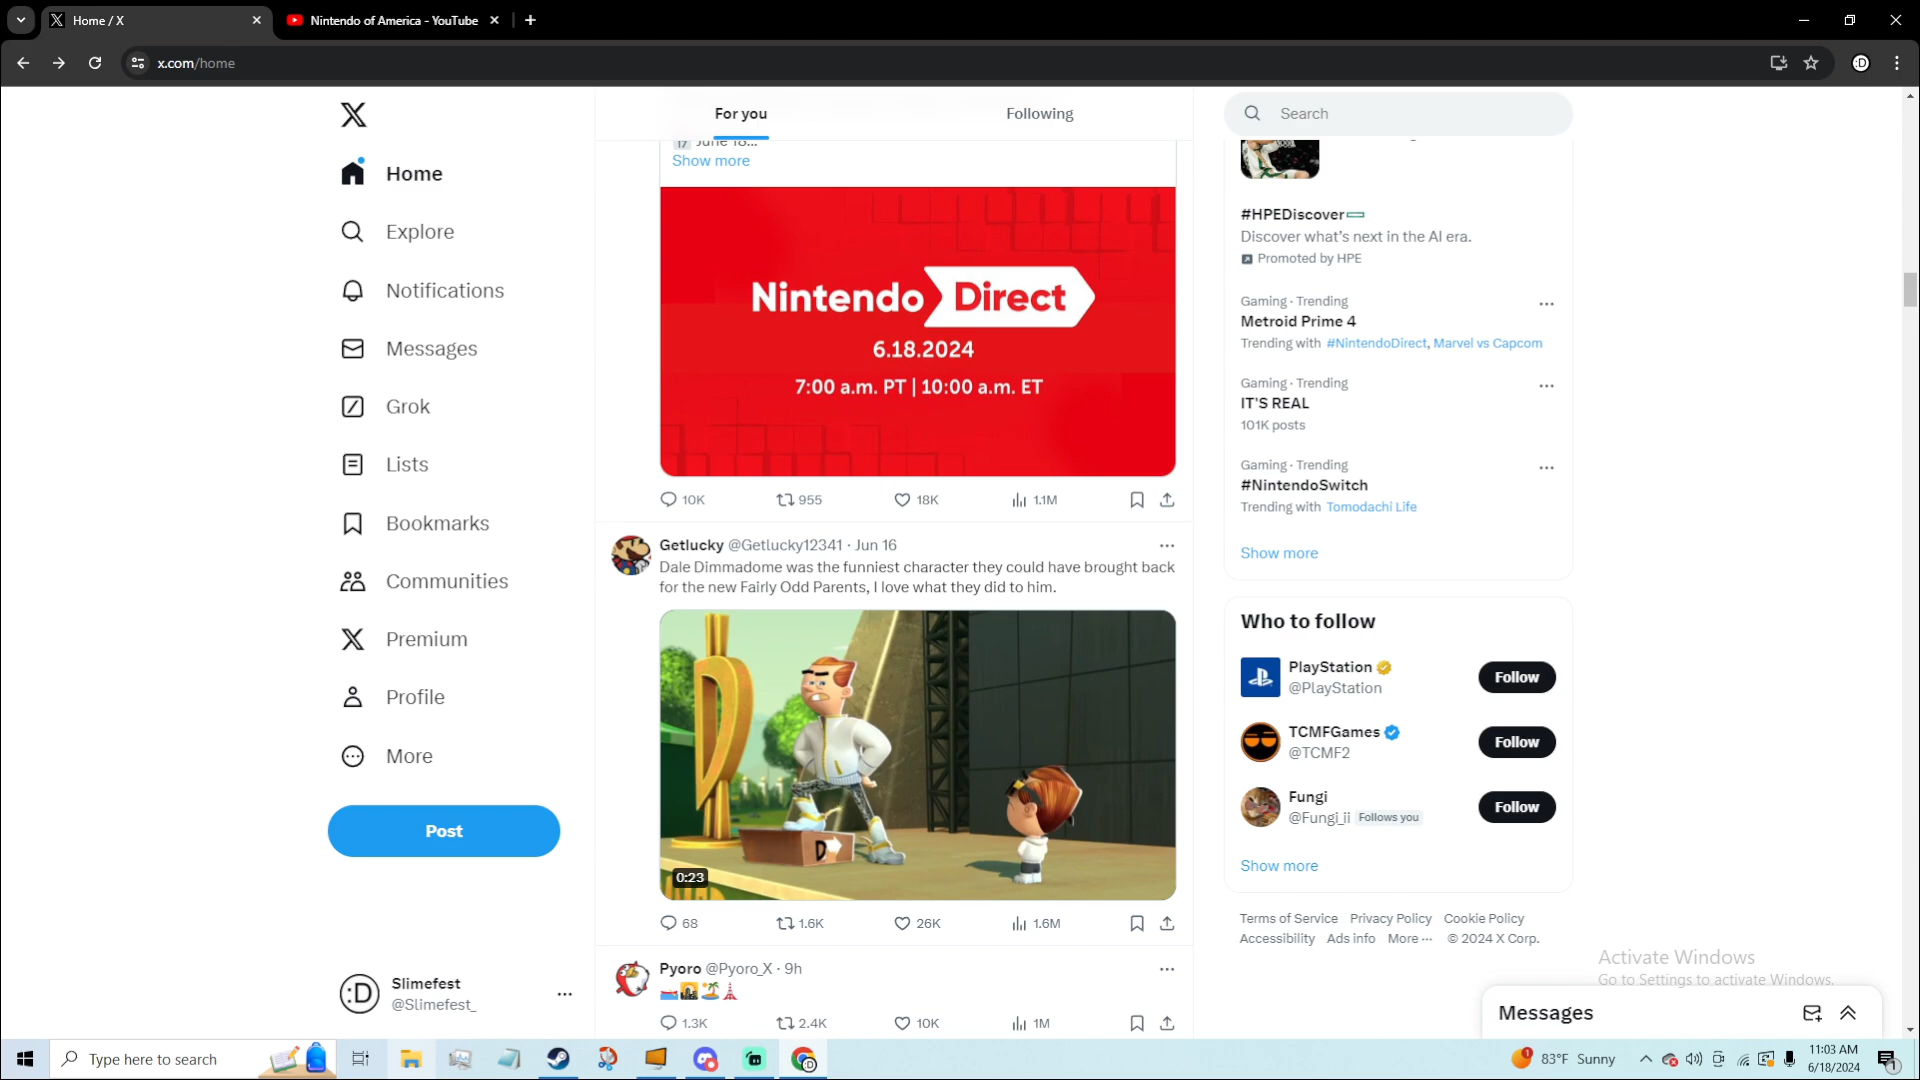 Home / X
Nintendo of America - YouTube
x.com/home
:D
For you
Following
Search
Home
Explore
Notifications
Messages
Grok
Lists
Bookmarks
Communities
Premium
Profile
More
Post
Slimefest
@Slimefest_
17 June 18...
Show more
Nintendo Direct
6.18.2024
7:00 a.m. PT | 10:00 a.m. ET
10K 955 18K 1.1M
Getlucky @Getlucky12341 · Jun 16
Dale Dimmadome was the funniest character they could have brought back
for the new Fairly Odd Parents, I love what they did to him.
D
0:23
68 1.6K 26K 1.6M
Pyoro @Pyoro_X · 9h
1.3K 2.4K 10K 1M
#HPEDiscover
Discover what's next in the AI era.
Promoted by HPE
Gaming · Trending
Metroid Prime 4
Trending with #NintendoDirect, Marvel vs Capcom
Gaming · Trending
IT'S REAL
101K posts
Gaming · Trending
#NintendoSwitch
Trending with Tomodachi Life
Show more
Who to follow
PlayStation
@PlayStation
Follow
TCMFGames
@TCMF2
Follow
Fungi
@Fungi_ii Follows you
Follow
Show more
Terms of Service Privacy Policy Cookie Policy
Accessibility Ads info More ··· © 2024 X Corp.
Activate Windows
Go to Settings to activate Windows.
Messages
Type here to search
1
83°F Sunny
11:03 AM
6/18/2024
1